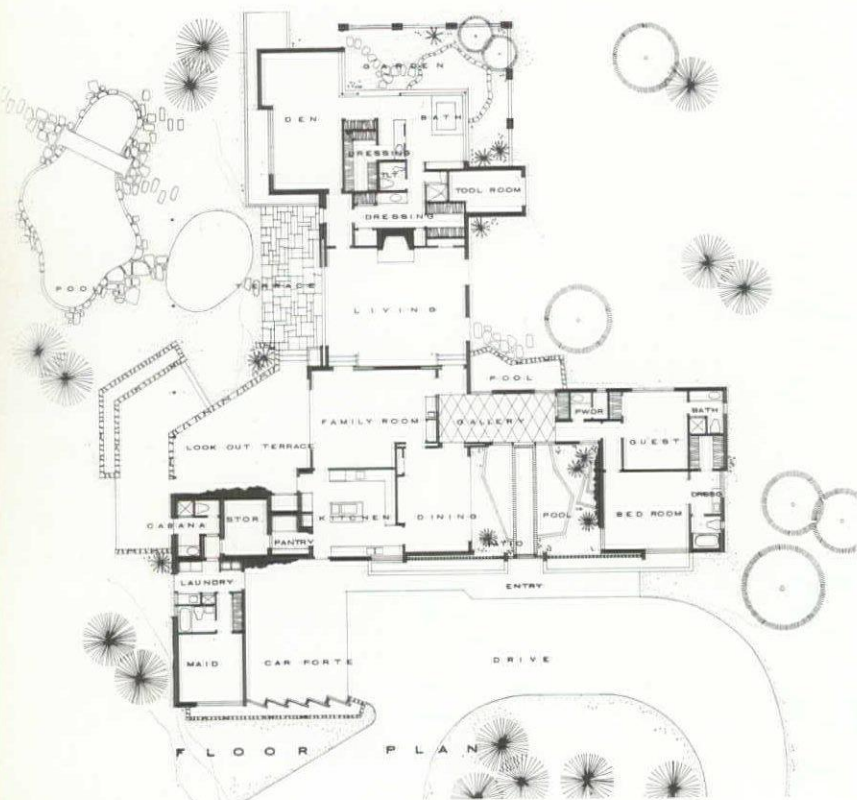 GARDEN
DEN
BATH
DRESSING
TLT
TOOL ROOM
DRESSING
POOL
TERRACE
LIVING
POOL
PWDR
BATH
FAMILY ROOM
GALLERY
GUEST
LOOK OUT TERRACE
DRESS
CABANA
STOR.
KITCHEN
DINING
POOL
BED ROOM
PANTRY
PATIO
LAUNDRY
ENTRY
MAID
CAR PORTE
DRIVE
FLOOR PLAN